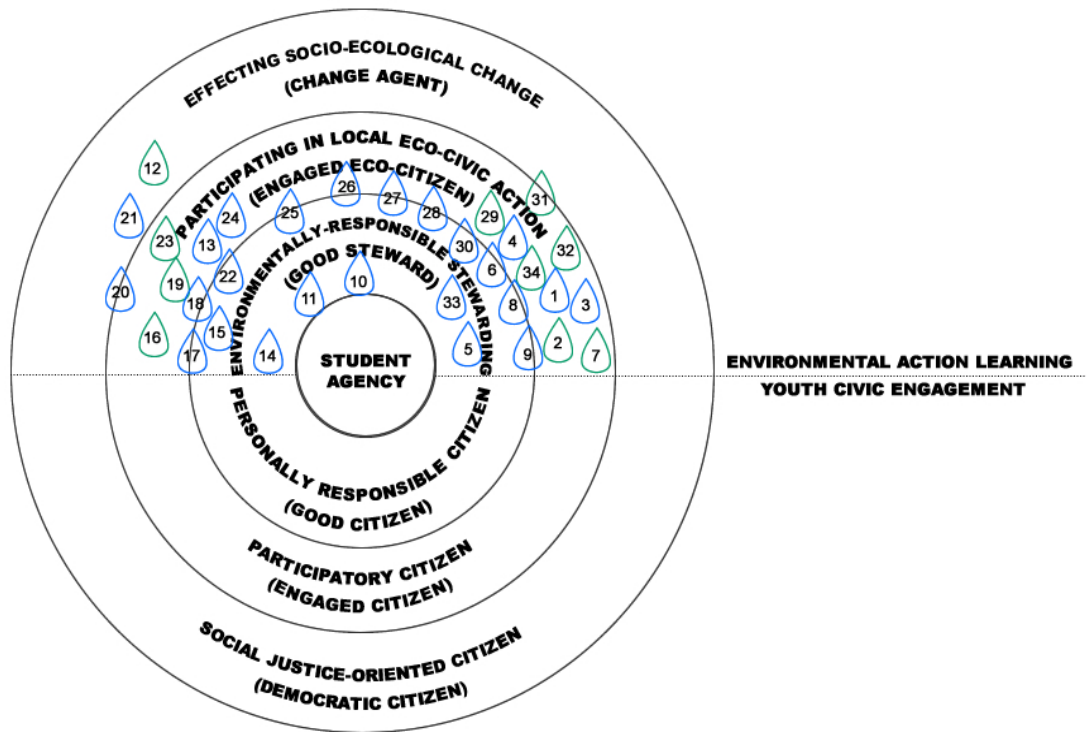 EFFECTING SOCIO-ECOLOGICAL CHANGE
(CHANGE AGENT)
PARTICIPATING IN LOCAL ECO-CIVIC ACTION
(ENGAGED ECO-CITIZEN)
12
31
26
27
21
24
25
28
29
23
13
30
4
32
ENVIRONMENTALLY-RESPONSIBLE STEWARDING
(GOOD STEWARD)
22
6
34
19
10
20
18
11
33
8
1
3
16
15
17
14
5
9
2
7
STUDENT
AGENCY
ENVIRONMENTAL ACTION LEARNING
YOUTH CIVIC ENGAGEMENT
PERSONALLY RESPONSIBLE CITIZEN
(GOOD CITIZEN)
PARTICIPATORY CITIZEN
(ENGAGED CITIZEN)
SOCIAL JUSTICE-ORIENTED CITIZEN
(DEMOCRATIC CITIZEN)